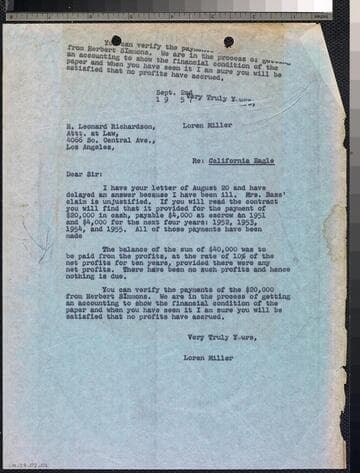 You can verify the
from Herbert SImmons. We are in the process of
an accounting to show the financial condition of the
paper and when you have seen it I am sure you will be
satisfied that no profits have accrued.
Sept. 2nd
Very Truly Yours,
195
H. Leonard Richardson,
Loren Miller
Att. at Law,
4066 So. Central Ave.,
Los Angeles,
Re: California Eagle
Dear Sir:
I have your letter of August 20 and have
delayed an answer because I have been ill. Mrs. Bass'
claim is unjustified. If you will read the contract
you will find that it provided for the payment of
$20,000 in cash, payable $4,000 as escrow in 1951
and $4,000 for the next four years: 1952, 1953,
1954, and 1955. All of those payments have been
made
The balance of the sum of $40,000 was to
be paid from the profits, at the rate of 10% of the
net profits for ten years, provided there were any
net profits. There have been no such profits and hence
nothing is due.
You can verify the payments of the $20,000
from Herbert SImmons. We are in the process of getting
an accounting to show the financial condition of the
paper and when you have seen it I am sure you will be
satisfied that no profits have accrued.
Very Truly Yours,
Loren Miller